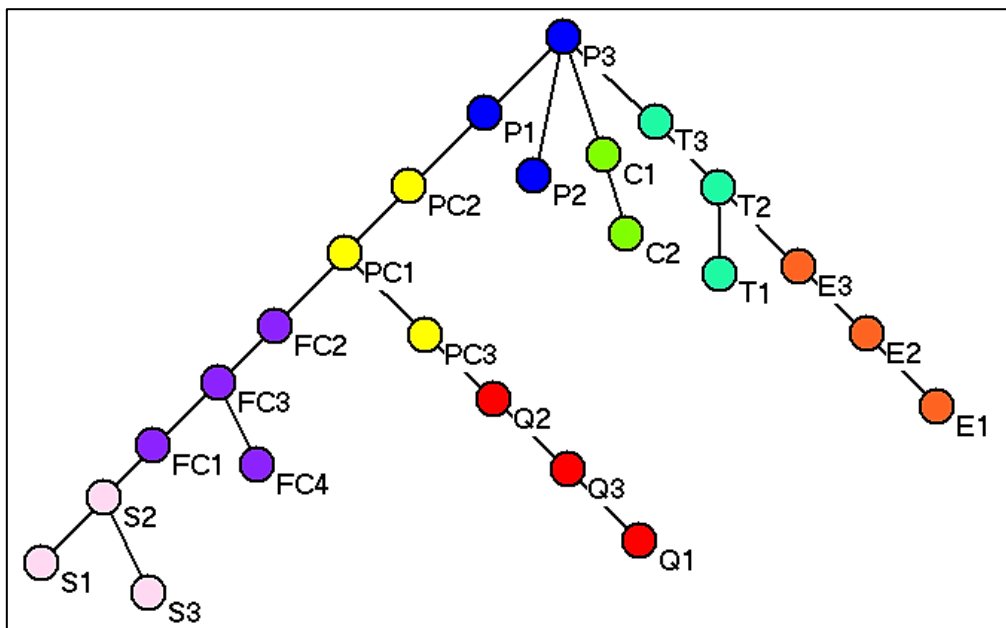 P3
P1
T3
C1
P2
PC2
T2
C2
PC1
T1
E3
FC2
PC3
E2
FC3
Q2
E1
FC1
FC4
Q3
S2
Q1
S1
S3